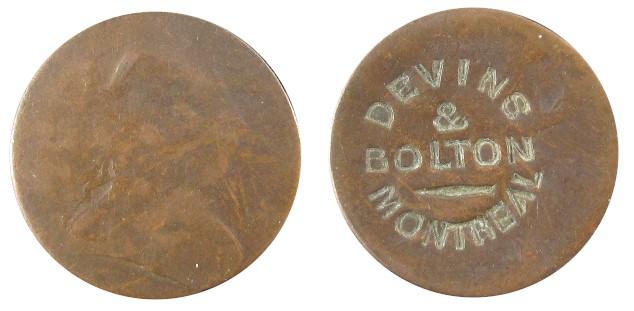 DEVINS
&
BOLTON
MONTREAL